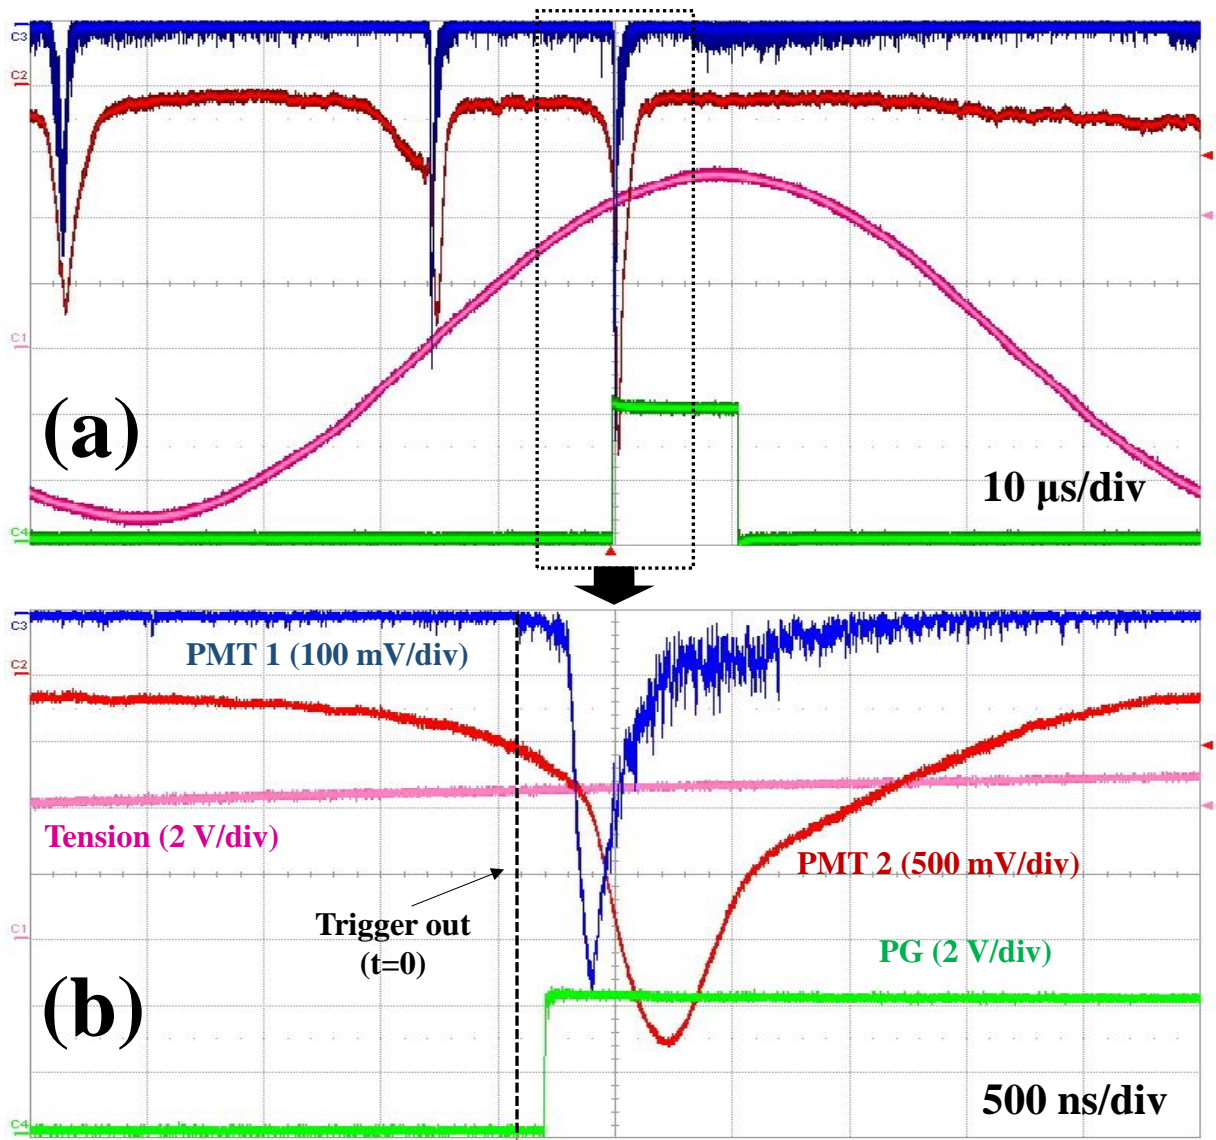 C3
C2
C1
(a)
10 µs/div
C4
C3
PMT 1 (100 mV/div)
C2
Tension (2 V/div)
PMT 2 (500 mV/div)
Trigger out
(t=0)
C1
PG (2 V/div)
(b)
500 ns/div
C4